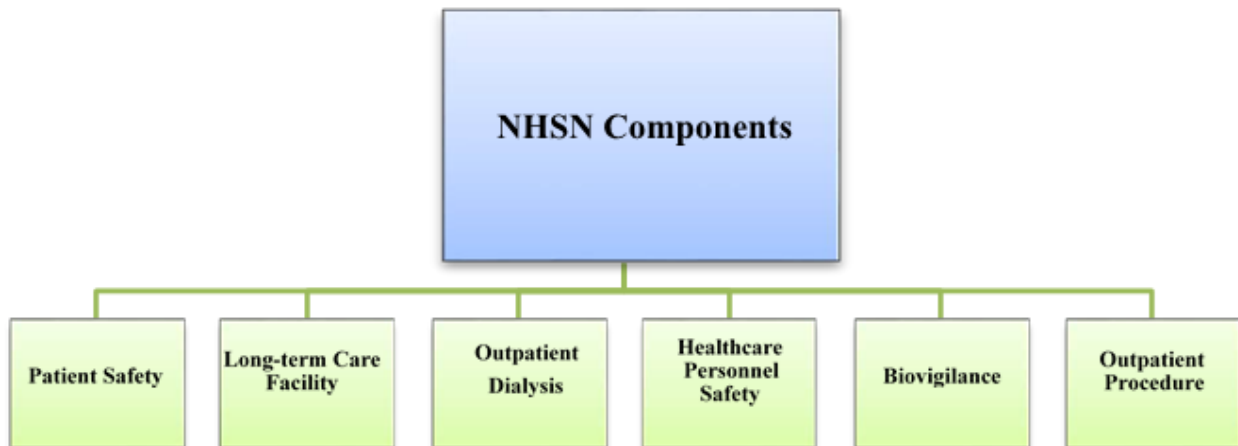 NHSN Components
Patient Safety
Long-term Care
Facility
Outpatient
Dialysis
Healthcare
Personnel
Safety
Biovigilance
Outpatient
Procedure